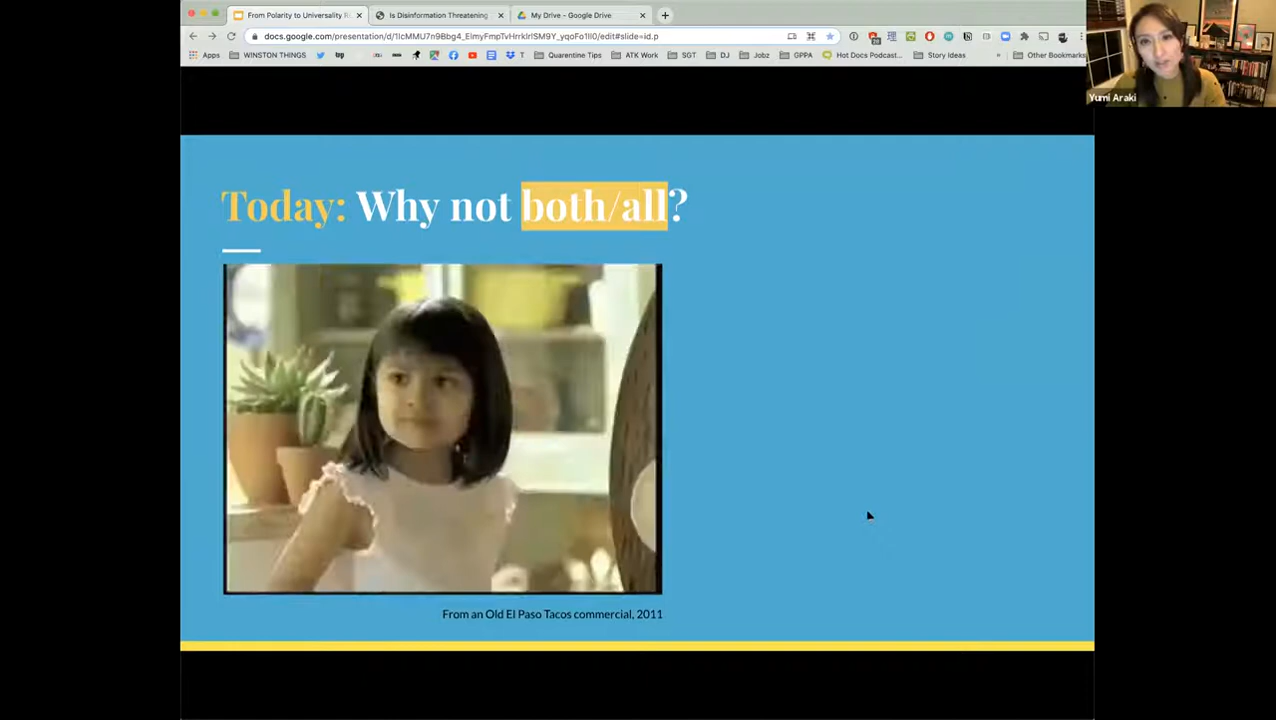 From Polarity to Universality R
Is Disinformation Threatening
My Drive - Google Drive
docs.google.com/presentation/d/1IcMMU7n9Bbg4_EimyFmpTvHrrkIrlSM9Y_yqoFo1Il0/edit#slide=id.p
Apps
WINSTON THINGS
T
Quarentine Tips
ATK Work
SGT
DJ
Jobz
GPPA
Hot Docs Podcast...
Story Ideas
»
Other Bookmarks
Yumi Araki
Today: Why not both/all?
From an Old El Paso Tacos commercial, 2011